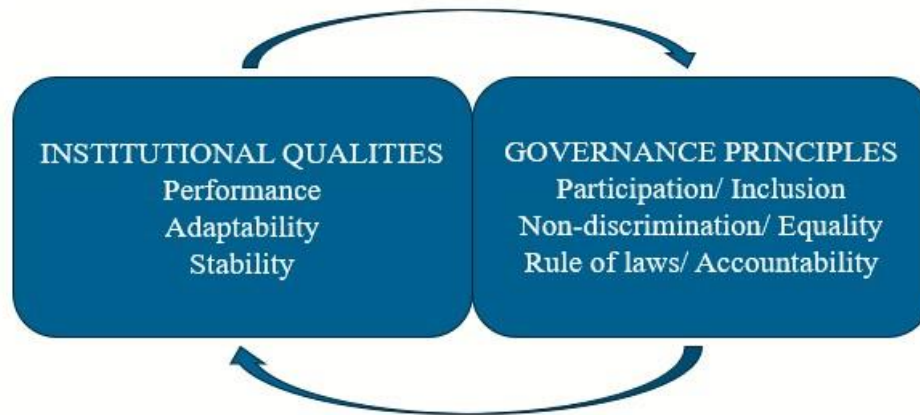 INSTITUTIONAL QUALITIES
Performance
Adaptability
Stability
GOVERNANCE PRINCIPLES
Participation/ Inclusion
Non-discrimination/ Equality
Rule of laws/ Accountability